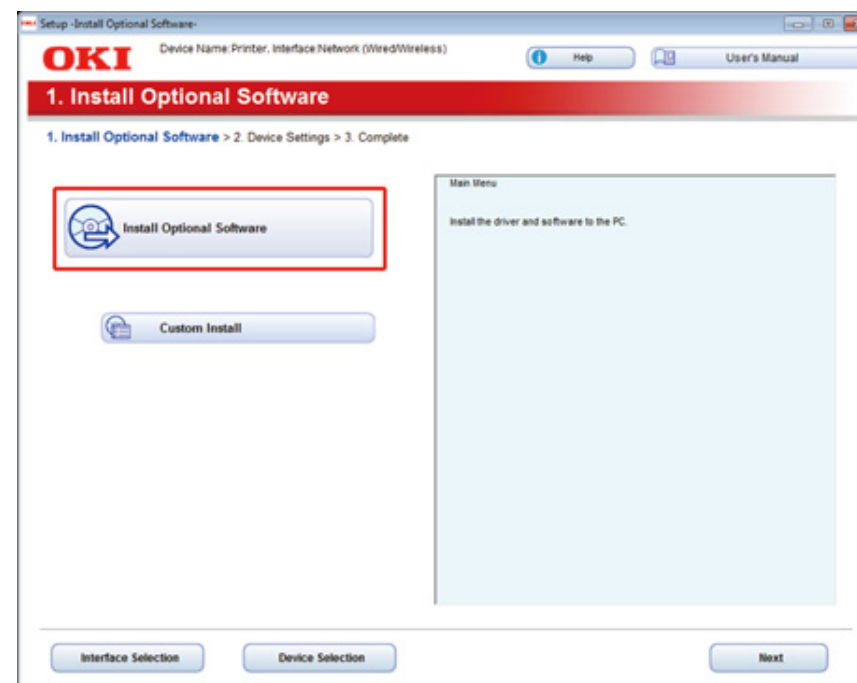 Setup -Install Optional Software-
OKI
Device Name:Printer, Interface:Network (Wired/Wireless)
Help
User's Manual
1. Install Optional Software
1. Install Optional Software > 2. Device Settings > 3. Complete
Install Optional Software
Custom Install
Main Menu
Install the driver and software to the PC.
Interface Selection
Device Selection
Next